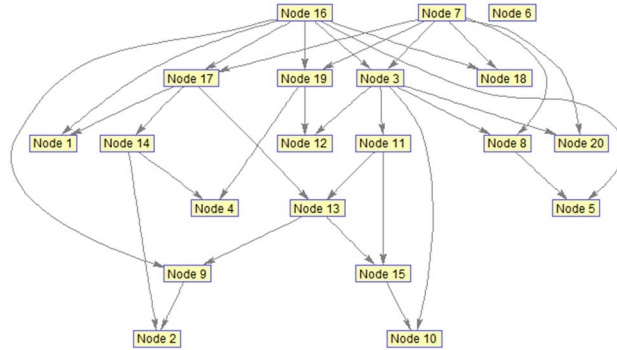 Node 16
Node 7
Node 6
Node 17
Node 19
Node 3
Node 18
Node 1
Node 14
Node 12
Node 11
Node 8
Node 20
Node 4
Node 13
Node 5
Node 9
Node 15
Node 2
Node 10